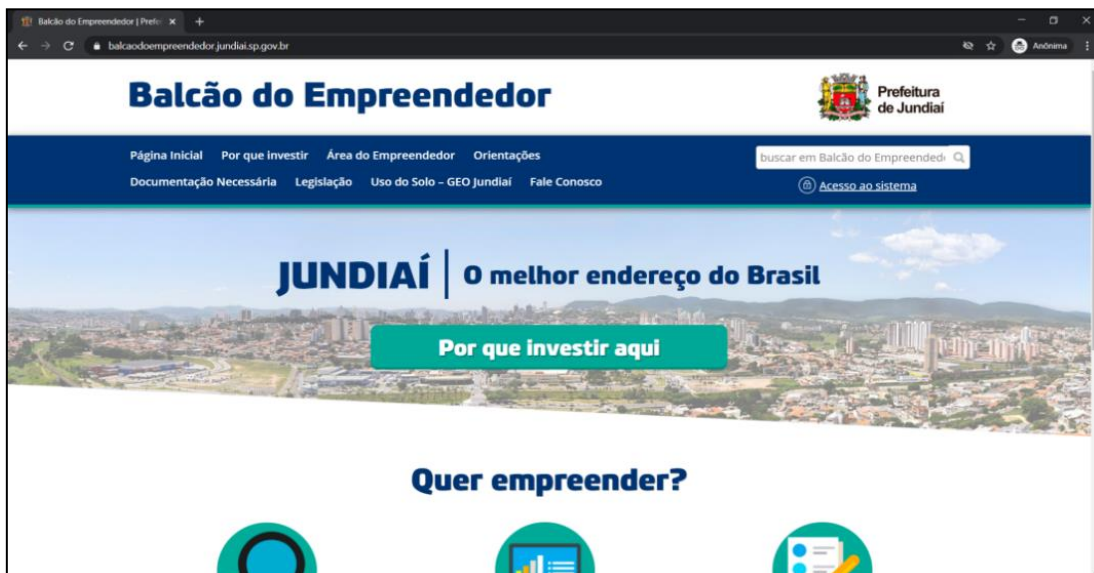 Balcão do Empreendedor | Prefei
balcaodoempreendedor.jundiai.sp.gov.br
Anônima
Balcão do Empreendedor
Prefeitura
de Jundiaí
Página Inicial Por que investir Área do Empreendedor Orientações
Documentação Necessária Legislação Uso do Solo – GEO Jundiaí Fale Conosco
buscar em Balcão do Empreended
Acesso ao sistema
JUNDIAÍ O melhor endereço do Brasil
Por que investir aqui
Quer empreender?